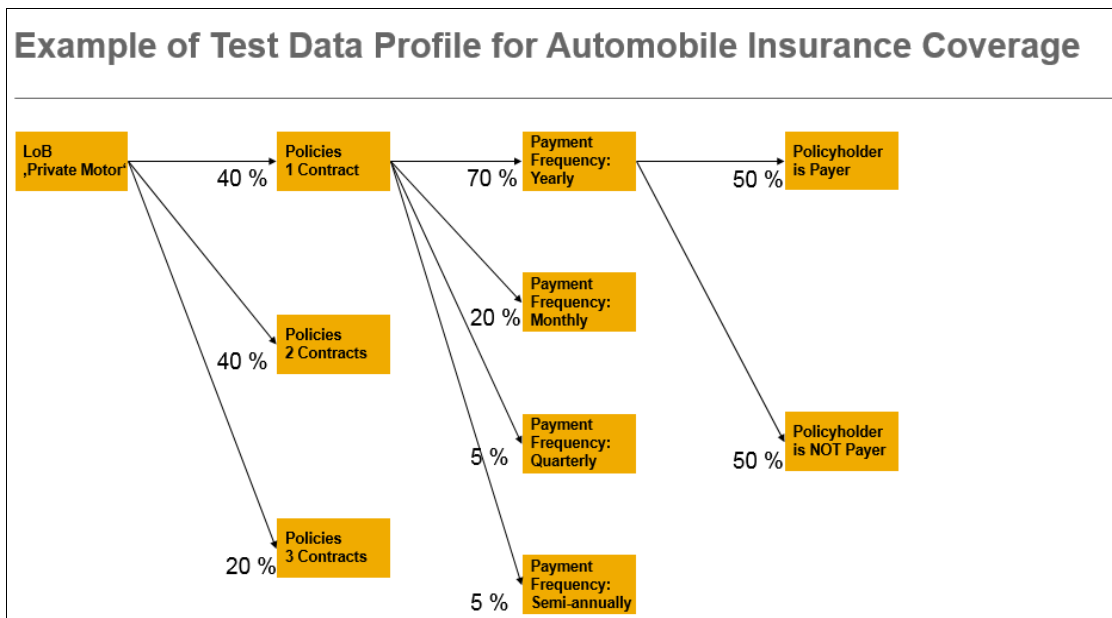 Example of Test Data Profile for Automobile Insurance Coverage
LoB
‚Private Motor‘
40 %
Policies
1 Contract
70 %
Payment
Frequency:
Yearly
50 %
Policyholder
is Payer
20 %
Payment
Frequency:
Monthly
40 %
Policies
2 Contracts
5 %
Payment
Frequency:
Quarterly
50 %
Policyholder
is NOT Payer
20 %
Policies
3 Contracts
5 %
Payment
Frequency:
Semi-annually